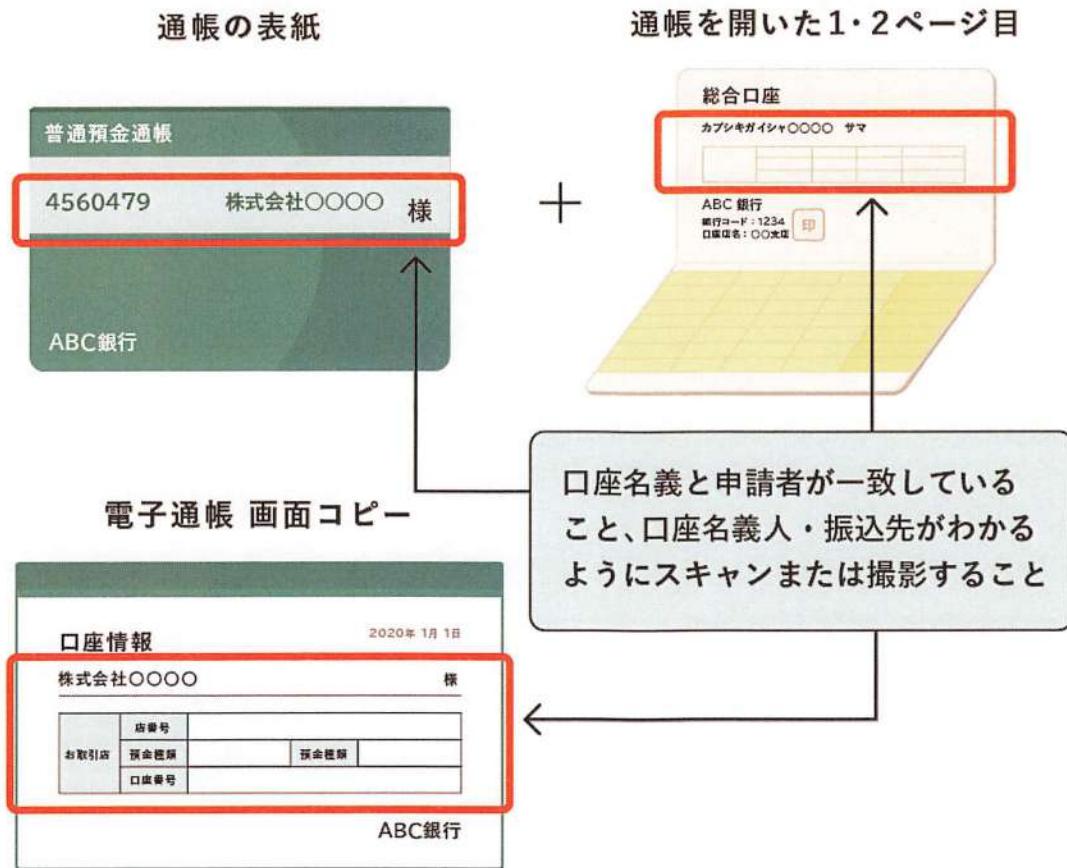 通帳の表紙
通帳を開いた1・2ページ目
普通預金通帳
4560479 株式会社〇〇〇〇 様
ABC銀行
+
総合口座
カブシキガイシャ〇〇〇〇 サマ
ABC 銀行
銀行コード：1234
口座店名：〇〇支店
印
口座名義と申請者が一致している
こと、口座名義人・振込先がわかる
ようにスキャンまたは撮影すること
電子通帳 画面コピー
口座情報 2020年 1月 1日
株式会社〇〇〇〇 様
お取引店
店番号
預金種類 預金種類
口座番号
ABC銀行